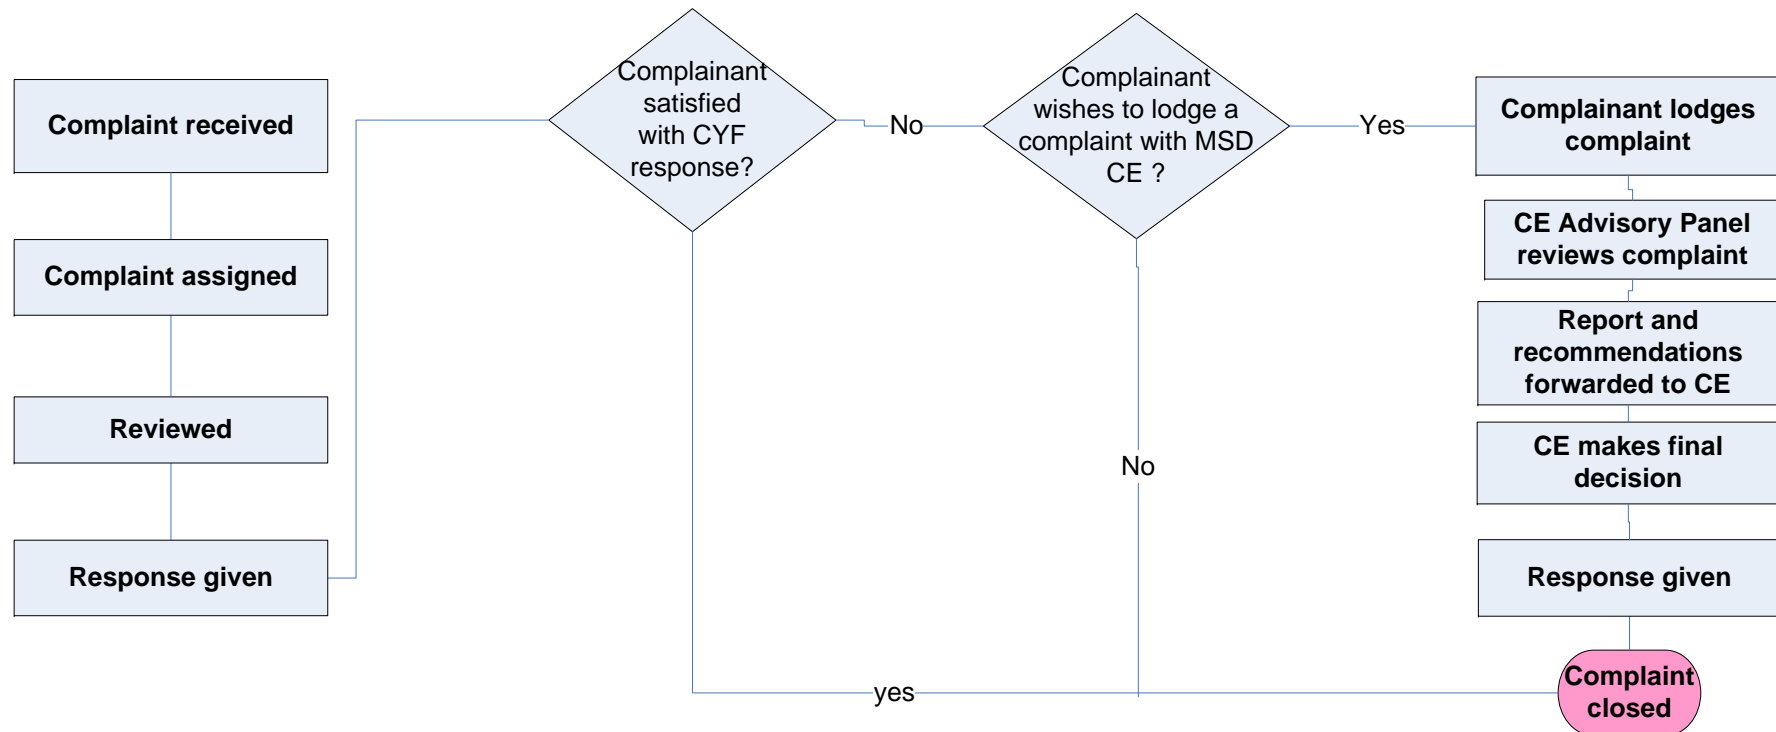 Complaint received
Complaint assigned
Reviewed
Response given
Complainant
satisfied
with CYF
response?
No
yes
Complainant
wishes to lodge a
complaint with MSD
CE ?
Yes
No
Complainant lodges
complaint
CE Advisory Panel
reviews complaint
Report and
recommendations
forwarded to CE
CE makes final
decision
Response given
Complaint
closed